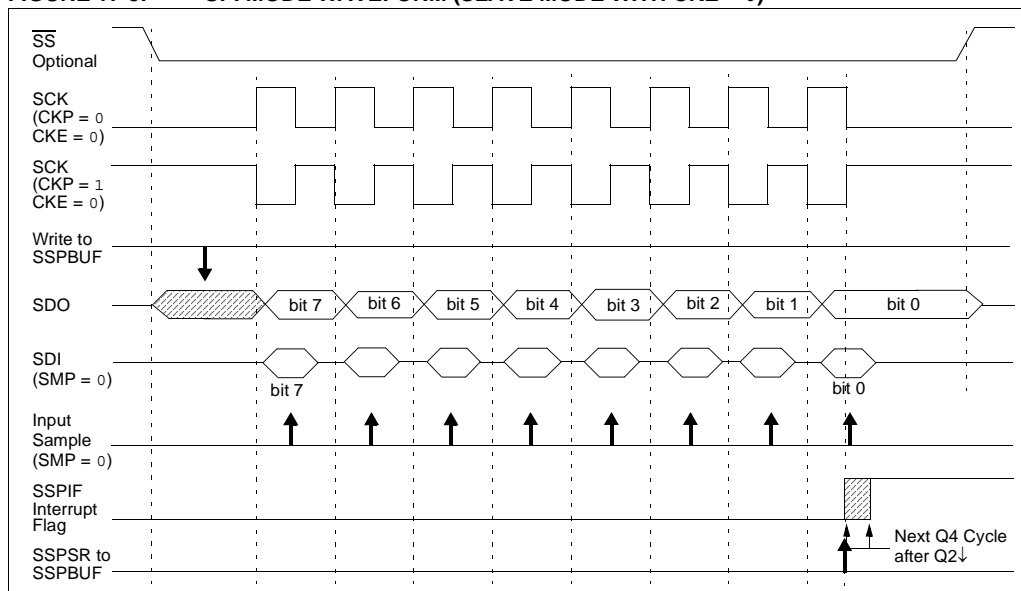 SS
Optional
SCK
(CKP = 0
CKE = 0)
SCK
(CKP = 1
CKE = 0)
Write to
SSPBUF
SDO
bit 7 bit 6 bit 5 bit 4 bit 3 bit 2 bit 1 bit 0
SDI
(SMP = 0)
bit 7 bit 0
Input
Sample
(SMP = 0)
SSPIF
Interrupt
Flag
Next Q4 Cycle
after Q2↓
SSPSR to
SSPBUF